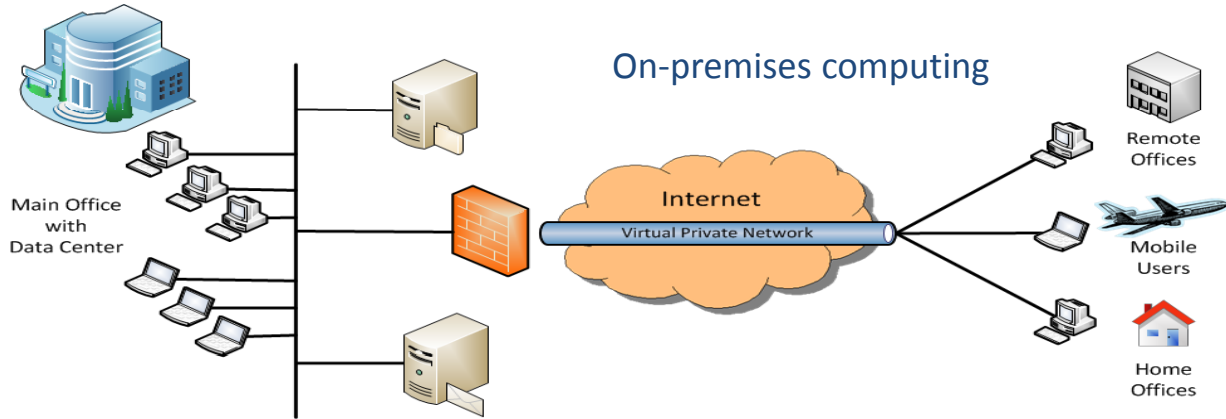 On-premises computing
Main Office
with
Data Center
Internet
Virtual Private Network
Remote
Offices
Mobile
Users
Home
Offices